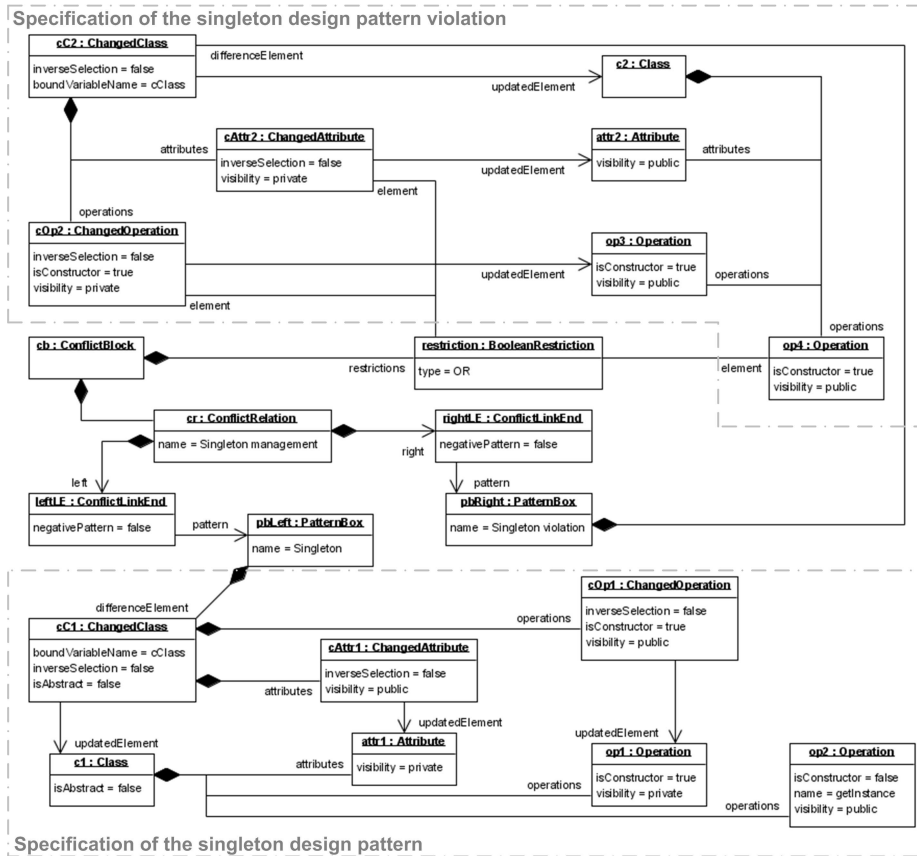 Specification of the singleton design pattern violation
cC2 : ChangedClass
inverseSelection = false
boundVariableName = cClass
differenceElement
updatedElement
c2 : Class
cAttr2 : ChangedAttribute
inverseSelection = false
visibility = private
attributes
updatedElement
element
attr2 : Attribute
visibility = public
attributes
operations
cOp2 : ChangedOperation
inverseSelection = false
isConstructor = true
visibility = private
updatedElement
element
op3 : Operation
isConstructor = true
visibility = public
operations
operations
cb : ConflictBlock
restrictions
restriction : BooleanRestriction
type = OR
element
op4 : Operation
isConstructor = true
visibility = public
cr : ConflictRelation
name = Singleton management
right
rightLE : ConflictLinkEnd
negativePattern = false
left
pattern
leftLE : ConflictLinkEnd
negativePattern = false
pattern
pbLeft : PatternBox
name = Singleton
pbRight : PatternBox
name = Singleton violation
differenceElement
cC1 : ChangedClass
boundVariableName = cClass
inverseSelection = false
isAbstract = false
operations
cOp1 : ChangedOperation
inverseSelection = false
isConstructor = true
visibility = public
attributes
cAttr1 : ChangedAttribute
inverseSelection = false
visibility = public
updatedElement
updatedElement
updatedElement
c1 : Class
isAbstract = false
attributes
attr1 : Attribute
visibility = private
operations
op1 : Operation
isConstructor = true
visibility = private
operations
op2 : Operation
isConstructor = false
name = getInstance
visibility = public
Specification of the singleton design pattern